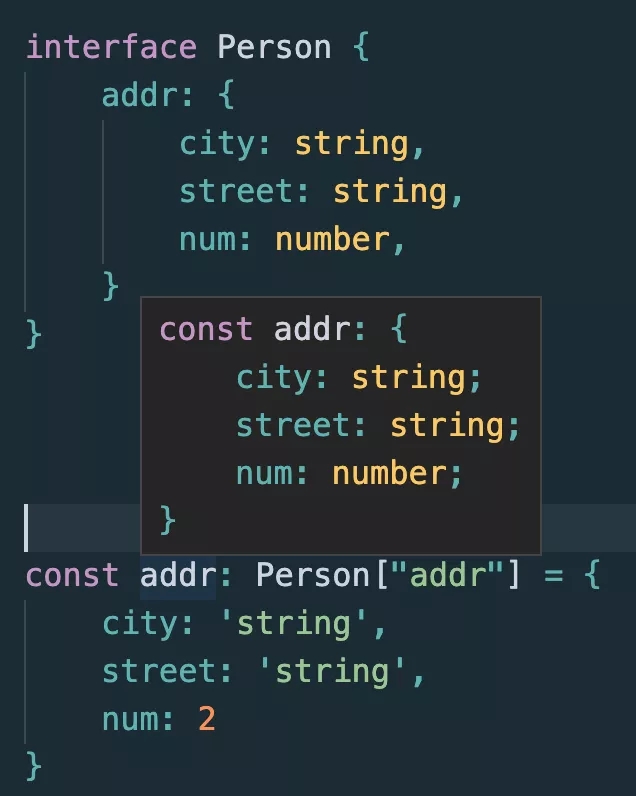 interface Person {
    addr: {
        city: string,
        street: string,
        num: number,
    }
}
const addr: {
    city: string;
    street: string;
    num: number;
}
const addr: Person["addr"] = {
    city: 'string',
    street: 'string',
    num: 2
}